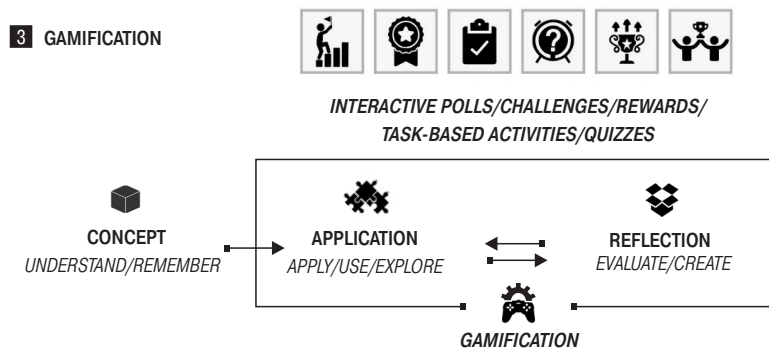 3 GAMIFICATION
INTERACTIVE POLLS/CHALLENGES/REWARDS/
TASK-BASED ACTIVITIES/QUIZZES
CONCEPT
UNDERSTAND/REMEMBER
APPLICATION
APPLY/USE/EXPLORE
REFLECTION
EVALUATE/CREATE
GAMIFICATION